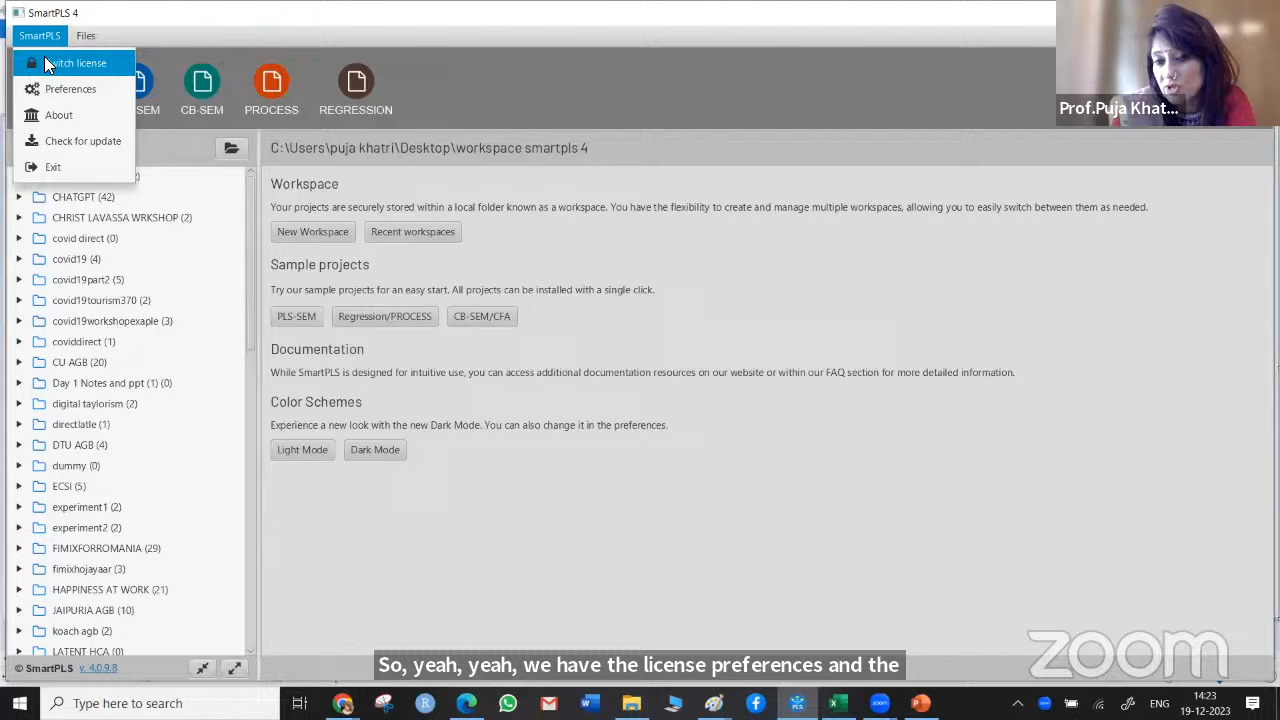 SmartPLS 4
SmartPLS Files
Switch license
Preferences
About
Check for update
Exit
SEM
CB-SEM
PROCESS
REGRESSION
Prof.Puja Khat...
C:\Users\puja khatri\Desktop\workspace smartpls 4
Workspace
Your projects are securely stored within a local folder known as a workspace. You have the flexibility to create and manage multiple workspaces, allowing you to easily switch between them as needed.
New Workspace Recent workspaces
Sample projects
Try our sample projects for an easy start. All projects can be installed with a single click.
PLS-SEM Regression/PROCESS CB-SEM/CFA
Documentation
While SmartPLS is designed for intuitive use, you can access additional documentation resources on our website or within our FAQ section for more detailed information.
Color Schemes
Experience a new look with the new Dark Mode. You can also change it in the preferences.
Light Mode Dark Mode
CHATGPT (42)
CHRIST LAVASSA WRKSHOP (2)
covid direct (0)
covid19 (4)
covid19part2 (5)
covid19tourism370 (2)
covid19workshopexaple (3)
coviddirect (1)
CU AGB (20)
Day 1 Notes and ppt (1) (0)
digital taylorism (2)
directlatle (1)
DTU AGB (4)
dummy (0)
ECSI (5)
experiment1 (2)
experiment2 (2)
FIMIXFORROMANIA (29)
fimixhojayaar (3)
HAPPINESS AT WORK (21)
JAIPURIA AGB (10)
koach agb (2)
LATENT HCA (0)
© SmartPLS v. 4.0.9.8
So, yeah, yeah, we have the license preferences and the
zoom
Type here to search
ENG
14:23
19-12-2023